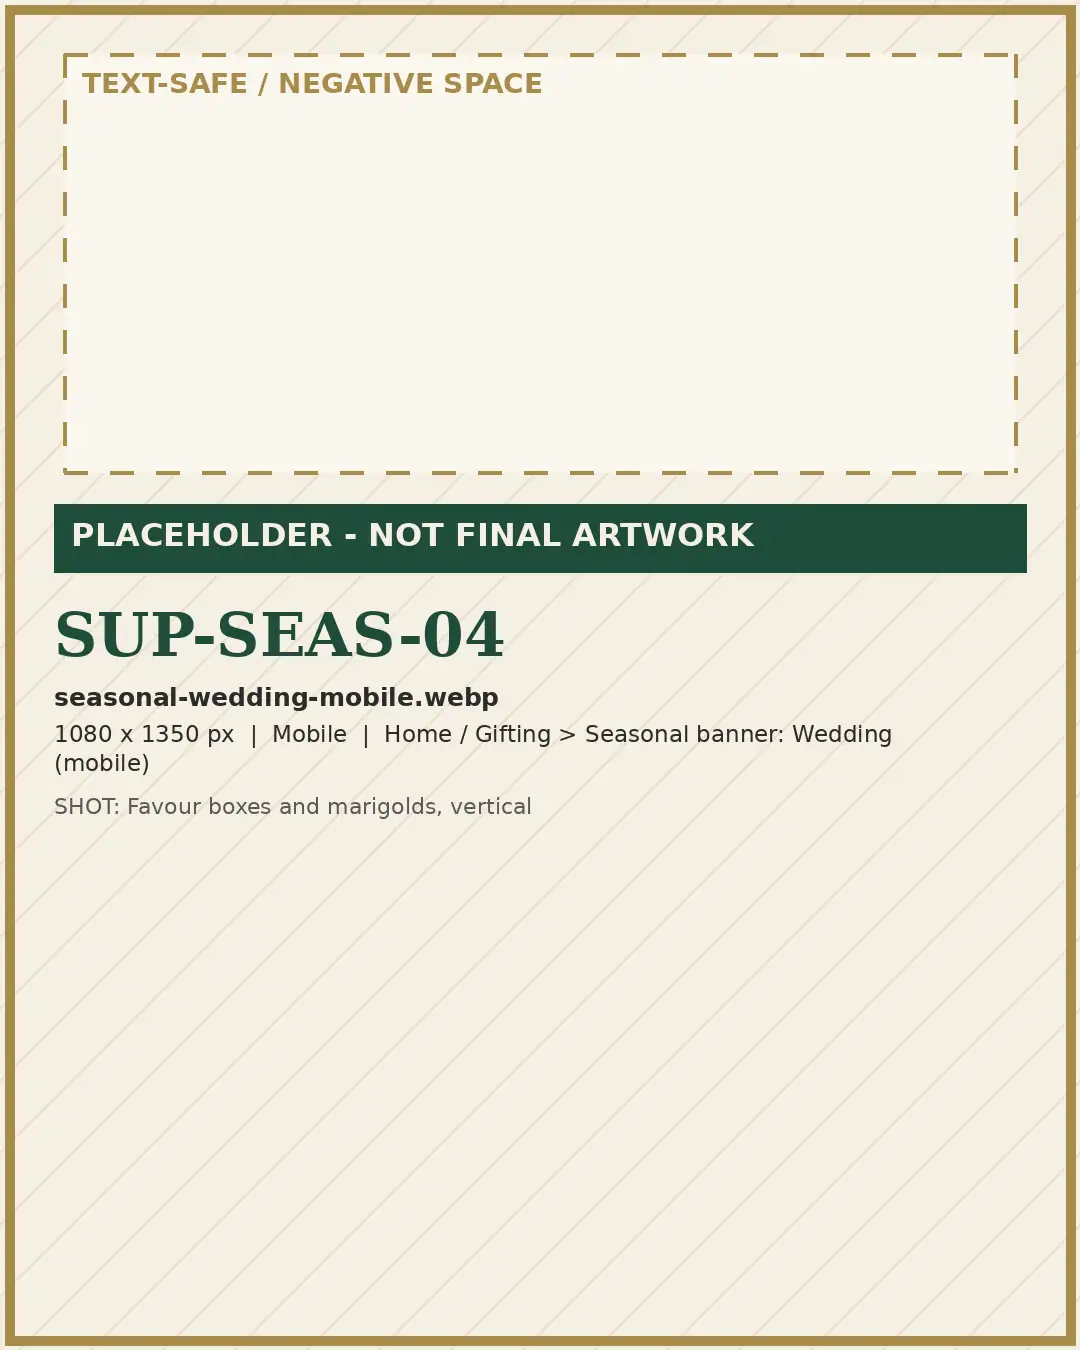 TEXT-SAFE / NEGATIVE SPACE
PLACEHOLDER - NOT FINAL ARTWORK
SUP-SEAS-04
seasonal-wedding-mobile.webp
1080 x 1350 px | Mobile | Home / Gifting > Seasonal banner: Wedding
(mobile)
SHOT: Favour boxes and marigolds, vertical